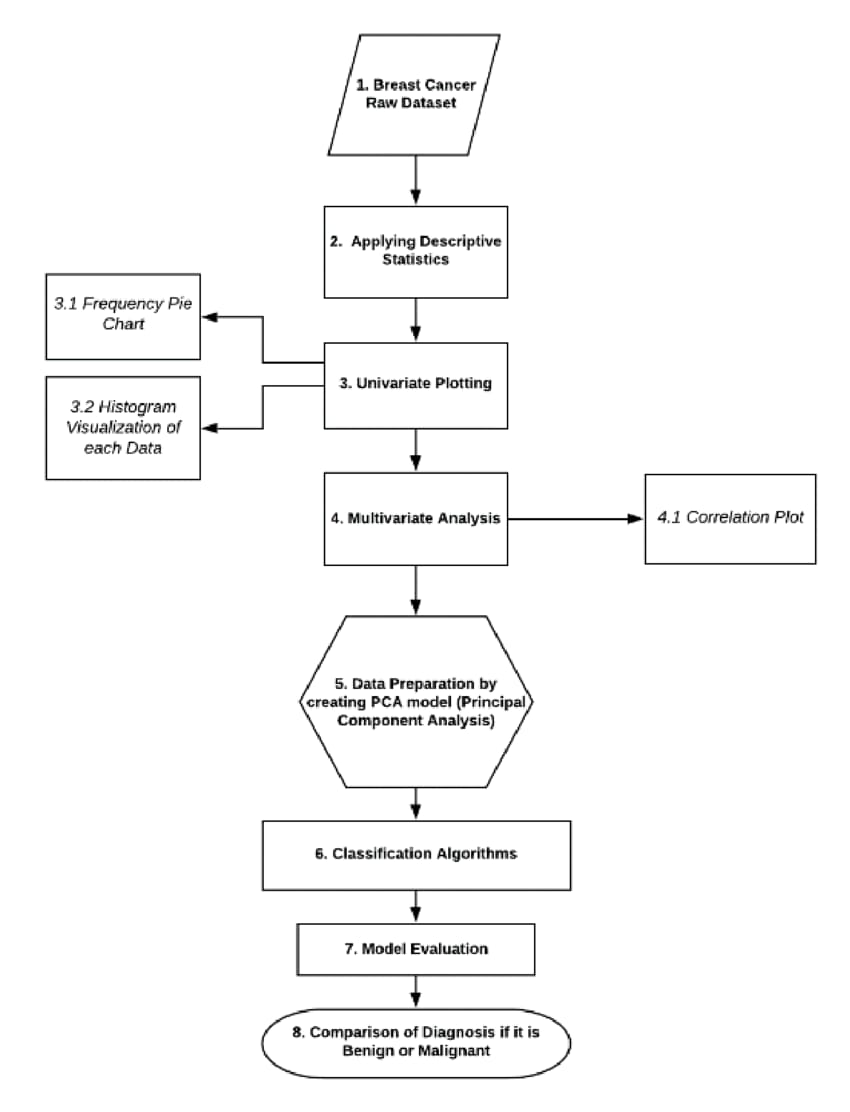 1. Breast Cancer
Raw Dataset
2. Applying Descriptive
Statistics
3.1 Frequency Pie
Chart
3. Univariate Plotting
3.2 Histogram
Visualization of
each Data
4. Multivariate Analysis
4.1 Correlation Plot
5. Data Preparation by
creating PCA model (Principal
Component Analysis)
6. Classification Algorithms
7. Model Evaluation
8. Comparison of Diagnosis if it is
Benign or Malignant